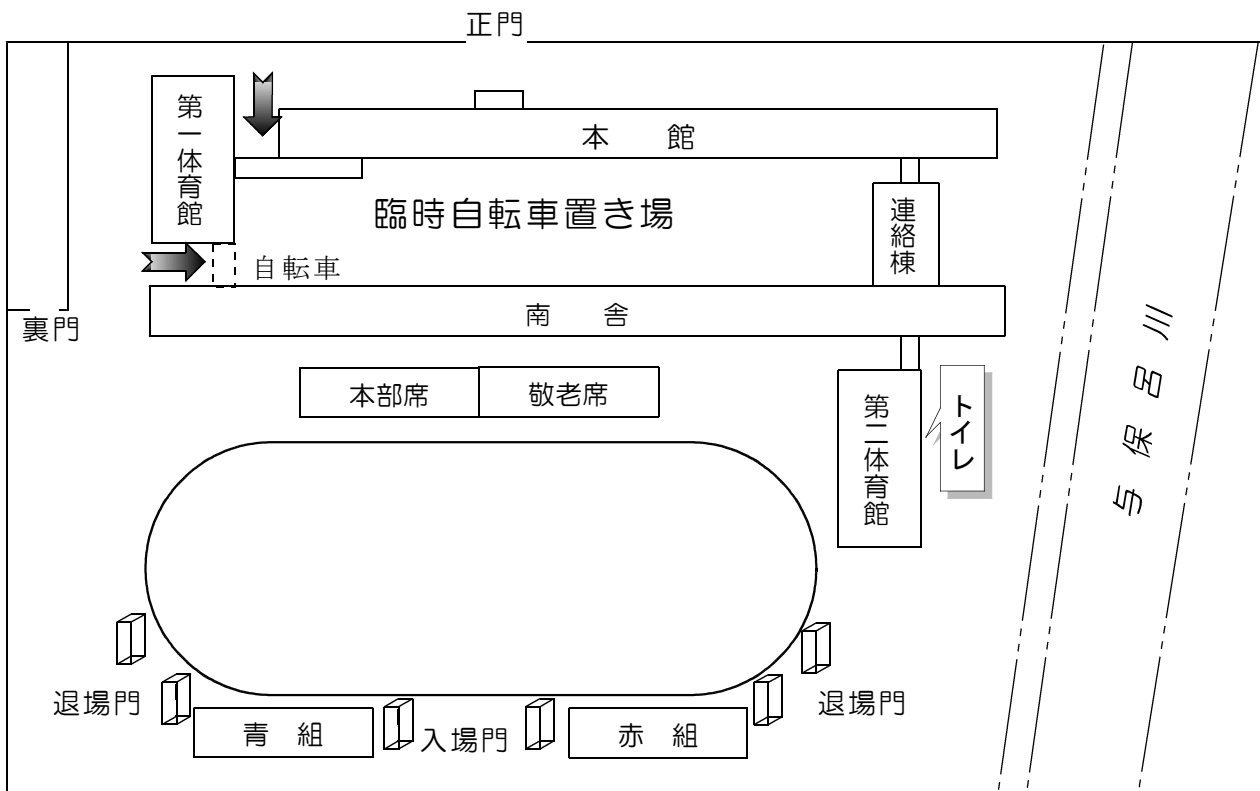 正門
第一体育館
本　館
臨時自転車置き場
連絡棟
自転車
南　舎
裏門
本部席
敬老席
第二体育館
トイレ
与保呂川
退場門
青　組
入場門
赤　組
退場門